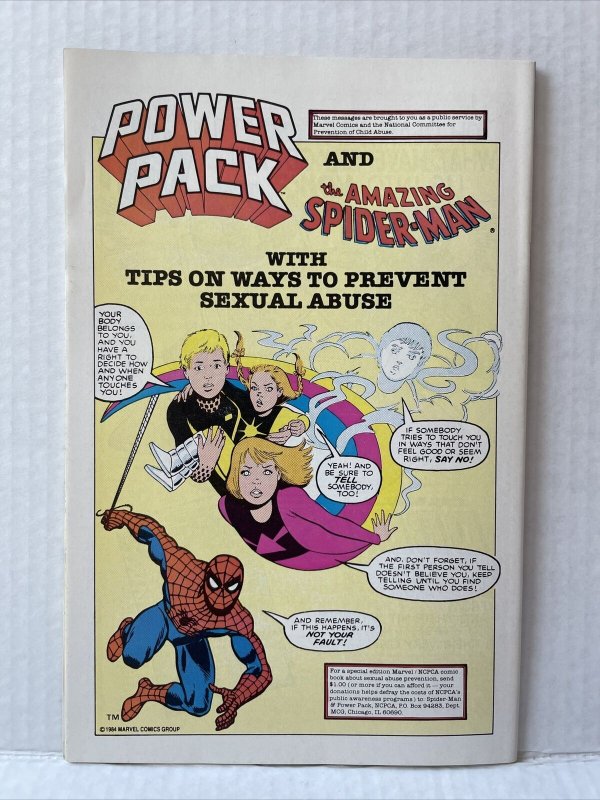 POWER
PACK™
These messages are brought to you as a public service by
Marvel Comics and the National Committee for
Prevention of Child Abuse.
AND
the AMAZING
SPIDER-MAN®
WITH
TIPS ON WAYS TO PREVENT
SEXUAL ABUSE
YOUR
BODY
BELONGS
TO YOU,
AND YOU
HAVE A
RIGHT TO
DECIDE HOW
AND WHEN
ANYONE
TOUCHES
YOU!
IF SOMEBODY
TRIES TO TOUCH YOU
IN WAYS THAT DON'T
FEEL GOOD OR SEEM
RIGHT, SAY NO!
YEAH! AND
BE SURE TO
TELL
SOMEBODY,
TOO!
AND, DON'T FORGET, IF
THE FIRST PERSON YOU TELL
DOESN'T BELIEVE YOU, KEEP
TELLING UNTIL YOU FIND
SOMEONE WHO DOES!
AND REMEMBER,
IF THIS HAPPENS, IT'S
NOT YOUR
FAULT!
For a special edition Marvel/NCPCA comic
book about sexual abuse prevention, send
$1.00 (or more if you can afford it — your
donations helps defray the costs of NCPCA's
public awareness programs) to: Spider-Man
& Power Pack, NCPCA, P.O. Box 94283, Dept.
MCG, Chicago, IL 60690.
TM
© 1984 MARVEL COMICS GROUP